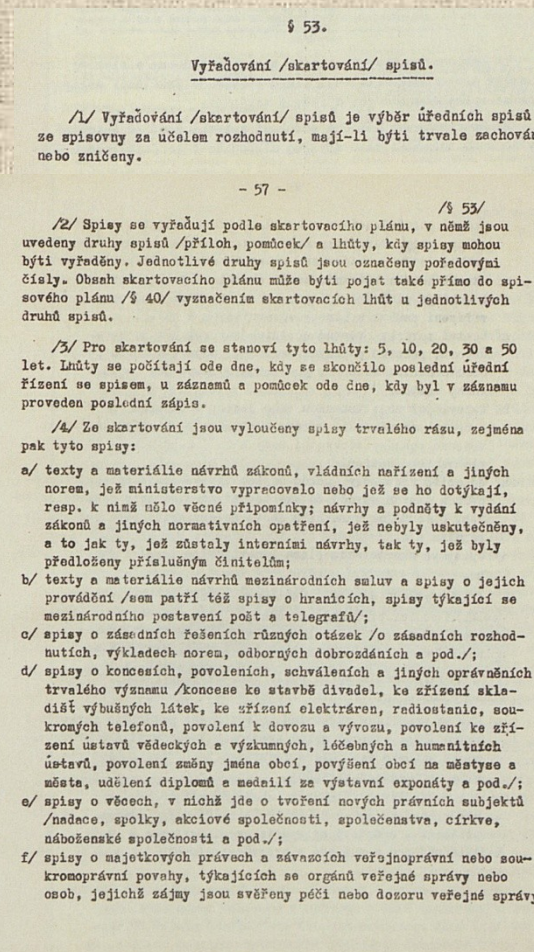 § 53.
Vyřaďování /skartování/ spisů.
/1/ Vyřaďování /skartování/ spisů je výběr úředních spisů
ze spisovny za účelem rozhodnutí, mají-li býti trvale zachován
nebo zničeny.
- 57 -
/§ 53/
/2/ Spisy se vyřaďují podle skartovacího plánu, v němž jsou
uvedeny druhy spisů /příloh, pomůcek/ a lhůty, kdy spisy mohou
býti vyřaděny. Jednotlivé druhy spisů jsou označeny pořadovými
čísly. Obsah skartovacího plánu může býti pojat také přímo do spi-
sového plánu /§ 40/ vyznačením skartovacích lhůt u jednotlivých
druhů spisů.
/3/ Pro skartování se stanoví tyto lhůty: 5, 10, 20, 30 a 50
let. Lhůty se počítají ode dne, kdy se skončilo poslední úřední
řízení se spisem, u záznamů a pomůcek ode dne, kdy byl v záznamu
proveden poslední zápis.
/4/ Ze skartování jsou vyloučeny spisy trvalého rázu, zejména
pak tyto spisy:
a/ texty a materiálie návrhů zákonů, vládních nařízení a jiných
norem, jež ministerstvo vypracovalo nebo jež se ho dotýkají,
resp. k nimž mělo věcné připomínky; návrhy a podněty k vydání
zákonů a jiných normativních opatření, jež nebyly uskutečněny,
a to jak ty, jež zůstaly interními návrhy, tak ty, jež byly
předloženy příslušným činitelům;
b/ texty a materiálie návrhů mezinárodních smluv a spisy o jejich
provádění /sem patří též spisy o hranicích, spisy týkající se
mezinárodního postavení pošt a telegrafů/;
c/ spisy o zásadních řešeních různých otázek /o zásadních rozhod-
nutích, výkladech norem, odborných dobrozdáních a pod./;
d/ spisy o koncesích, povoleních, schváleních a jiných oprávněních
trvalého významu /koncese ke stavbě divadel, ke zřízení skla-
dišť výbušných látek, ke zřízení elektráren, radiostanic, sou-
kromých telefonů, povolení k dovozu a vývozu, povolení ke zří-
zení ústavů vědeckých a výzkumných, léčebných a humanitních
ústavů, povolení změny jména obcí, povýšení obcí na městyse a
města, udělení diplomů a medailí za výstavní exponáty a pod./;
e/ spisy o věcech, v nichž jde o tvoření nových právních subjektů
/nadace, spolky, akciové společnosti, společenstva, církve,
náboženské společnosti a pod./;
f/ spisy o majetkových právech a závazcích veřejnoprávní nebo sou-
kromoprávní povahy, týkajících se orgánů veřejné správy nebo
osob, jejichž zájmy jsou svěřeny péči nebo dozoru veřejné správy